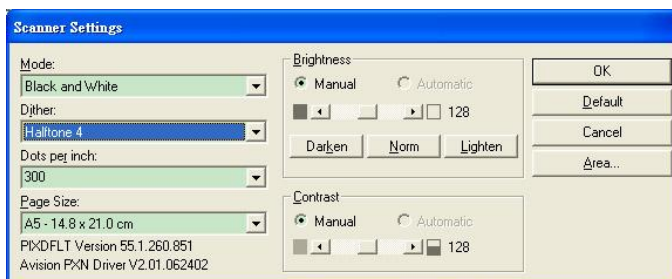 Scanner Settings
Mode:
Black and White
Dither:
Halftone 4
Dots per inch:
300
Page Size:
A5 - 14.8 x 21.0 cm
PIXDFLT Version 55.1.260.851
Avision PXN Driver V2.01.062402
Brightness
Manual Automatic
128
Darken Norm Lighten
Contrast
Manual Automatic
128
OK
Default
Cancel
Area...